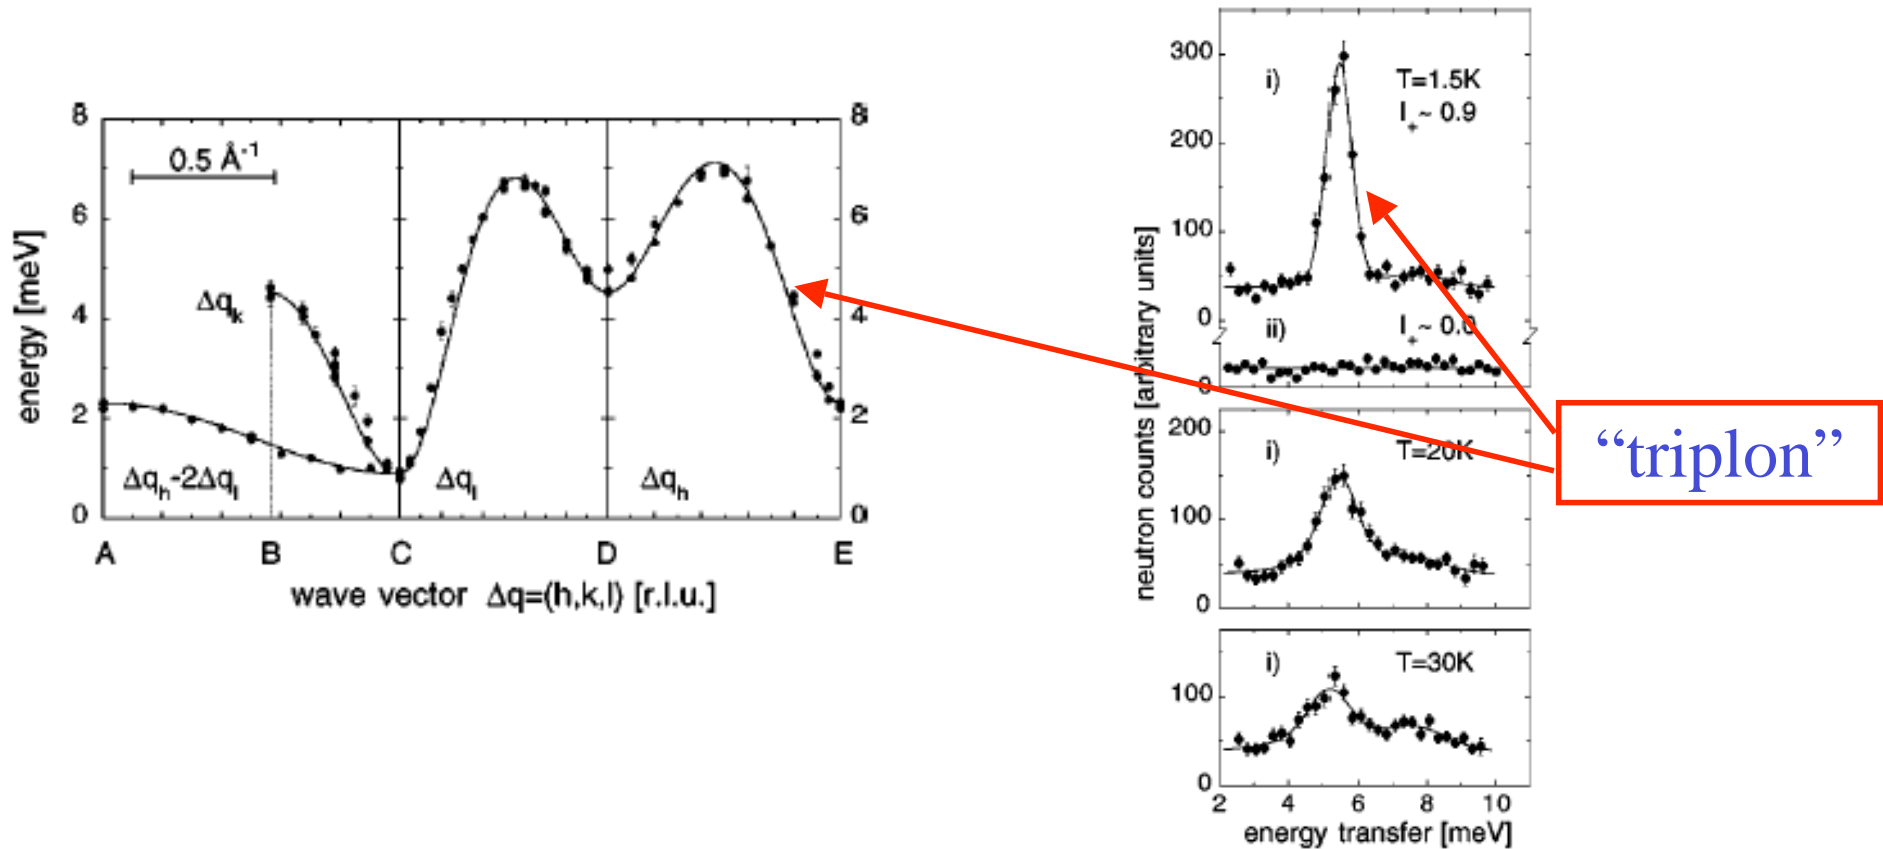 8
8
0.5 Å⁻¹
6
6
Δqₖ
4
4
2
2
Δqₕ-2Δqₗ
Δqₗ
Δqₕ
0
0
energy [meV]
A
B
C
D
E
wave vector Δq=(h,k,l) [r.l.u.]
300
i)
T=1.5K
I₊~ 0.9
200
100
0
ii)
I₊~ 0.0
0
200
i)
T=20K
100
0
i)
T=30K
100
0
2
4
6
8
10
energy transfer [meV]
neutron counts [arbitrary units]
“triplon”